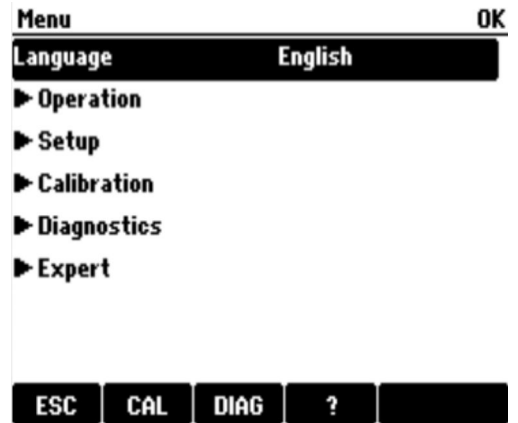 Menu OK
Language English
Operation
Setup
Calibration
Diagnostics
Expert
ESC CAL DIAG ?